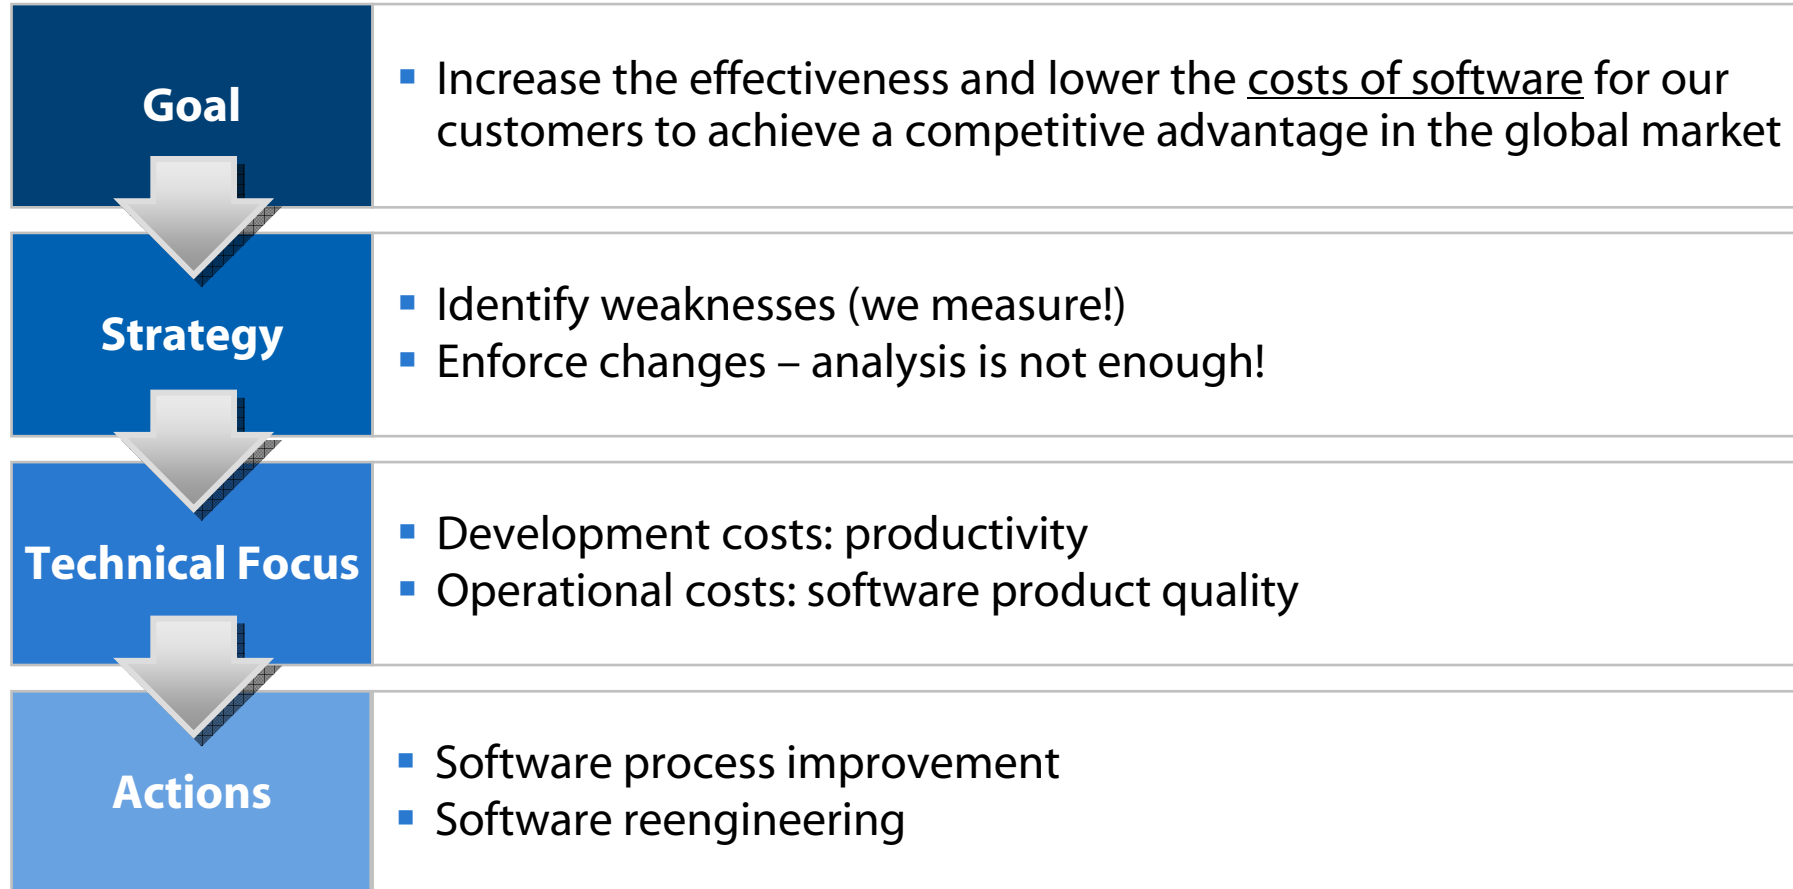 Goal
▪ Increase the effectiveness and lower the costs of software for our
customers to achieve a competitive advantage in the global market
Strategy
▪ Identify weaknesses (we measure!)
▪ Enforce changes – analysis is not enough!
Technical Focus
▪ Development costs: productivity
▪ Operational costs: software product quality
Actions
▪ Software process improvement
▪ Software reengineering